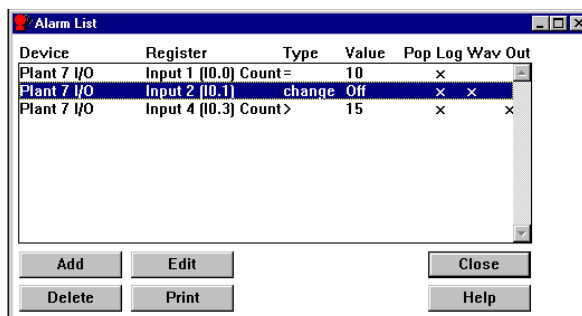 Alarm List
Device Register Type Value Pop Log Wav Out
Plant 7 I/O Input 1 (I0.0) Count = 10 x
Plant 7 I/O Input 2 (I0.1) change Off x x
Plant 7 I/O Input 4 (I0.3) Count > 15 x x
Add Edit Close
Delete Print Help